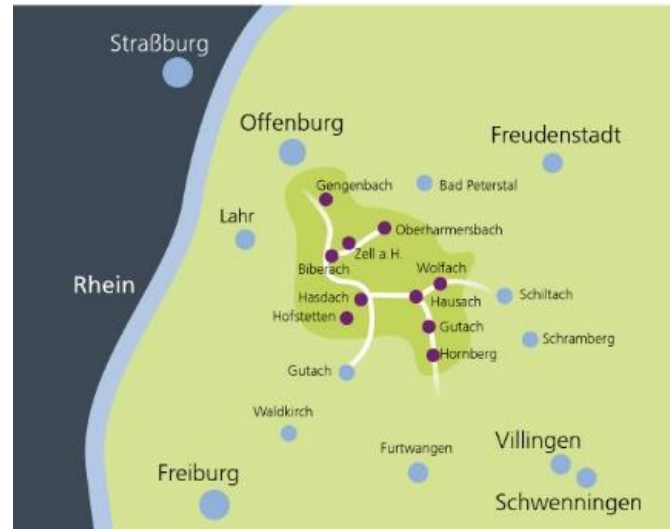 Straßburg
Offenburg
Freudenstadt
Gengenbach
Bad Peterstal
Lahr
Oberharmersbach
Zell a.H.
Biberach
Wolfach
Rhein
Hasdach
Hausach
Schiltach
Hofstetten
Gutach
Schramberg
Hornberg
Gutach
Waldkirch
Furtwangen
Villingen
Freiburg
Schwenningen